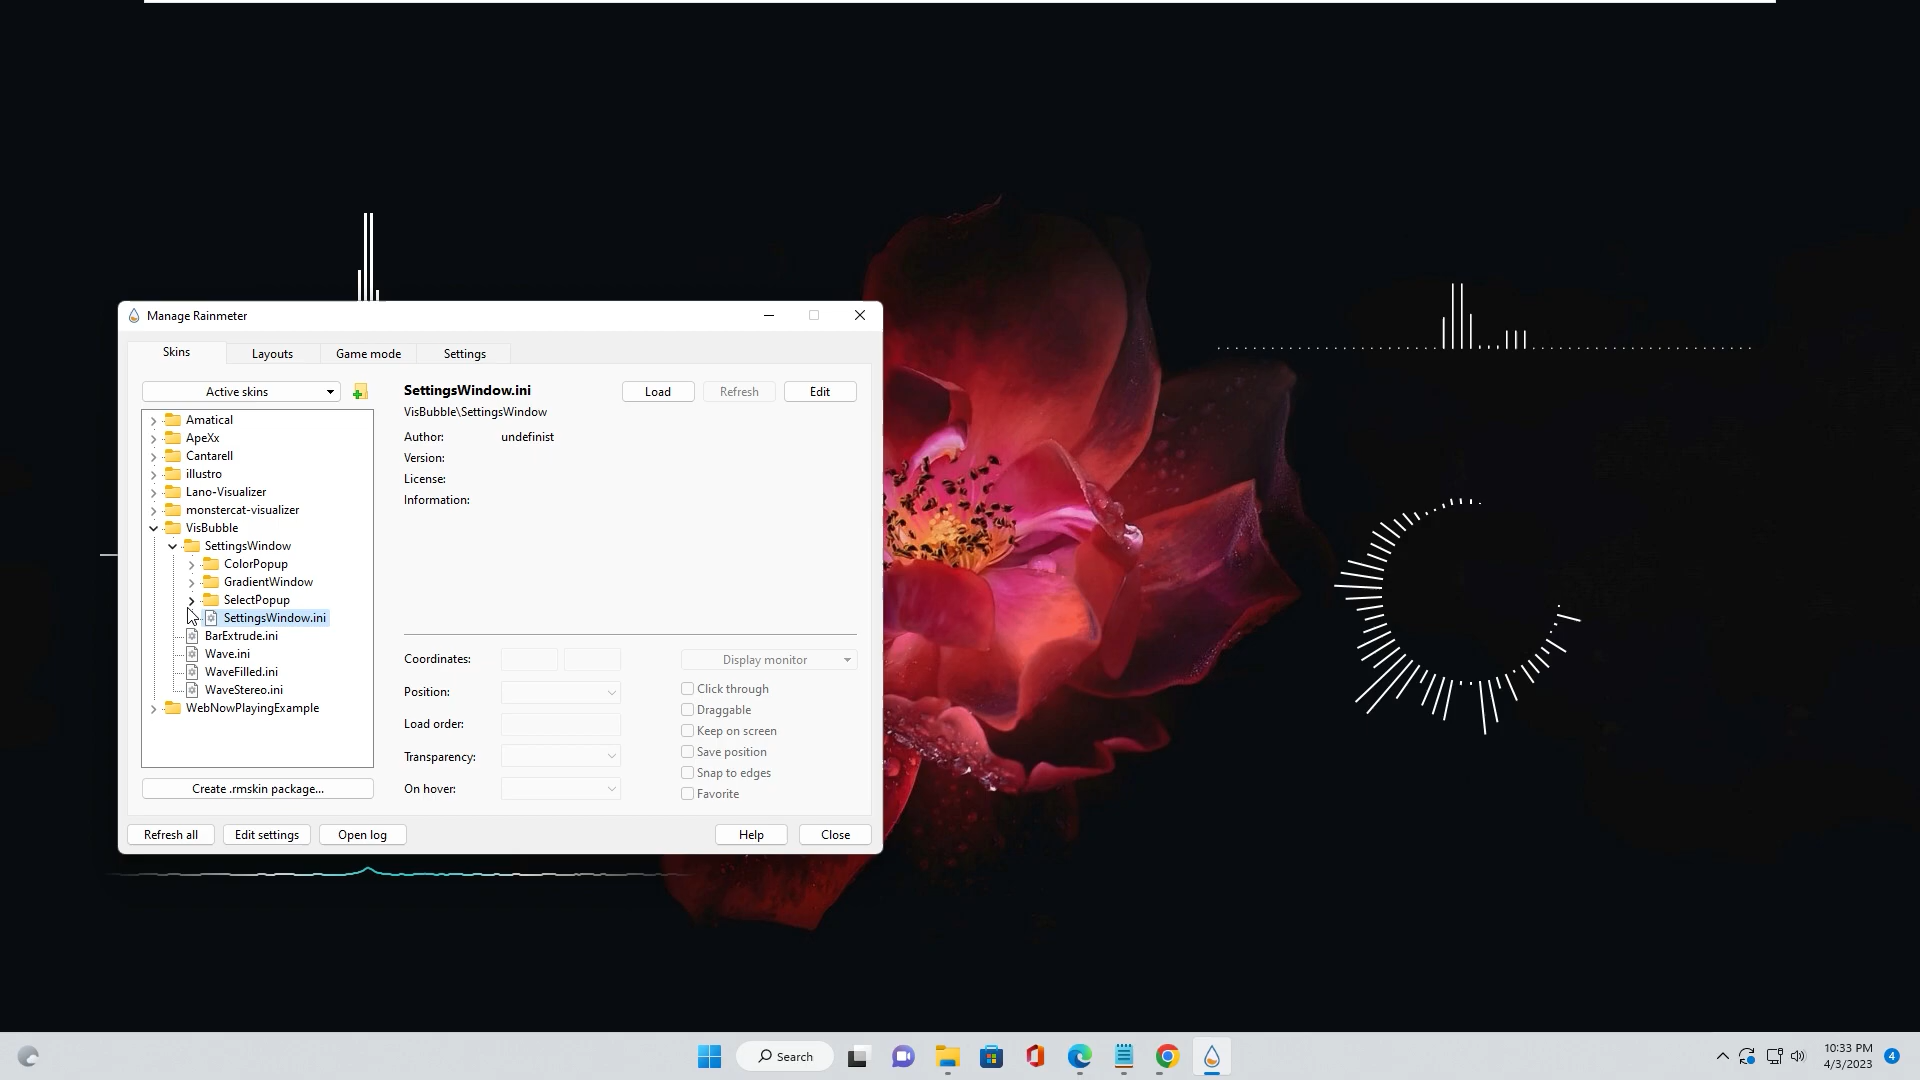 Manage Rainmeter
Skins
Layouts
Game mode
Settings
Active skins
Amatical
ApeXx
Cantarell
illustro
Lano-Visualizer
monstercat-visualizer
VisBubble
SettingsWindow
ColorPopup
GradientWindow
SelectPopup
SettingsWindow.ini
BarExtrude.ini
Wave.ini
WaveFilled.ini
WaveStereo.ini
WebNowPlayingExample
Create .rmskin package...
SettingsWindow.ini
Load
Refresh
Edit
VisBubble\SettingsWindow
Author: undefinist
Version:
License:
Information:
Coordinates:
Position:
Load order:
Transparency:
On hover:
Display monitor
Click through
Draggable
Keep on screen
Save position
Snap to edges
Favorite
Refresh all
Edit settings
Open log
Help
Close
Search
10:33 PM
4/3/2023
4